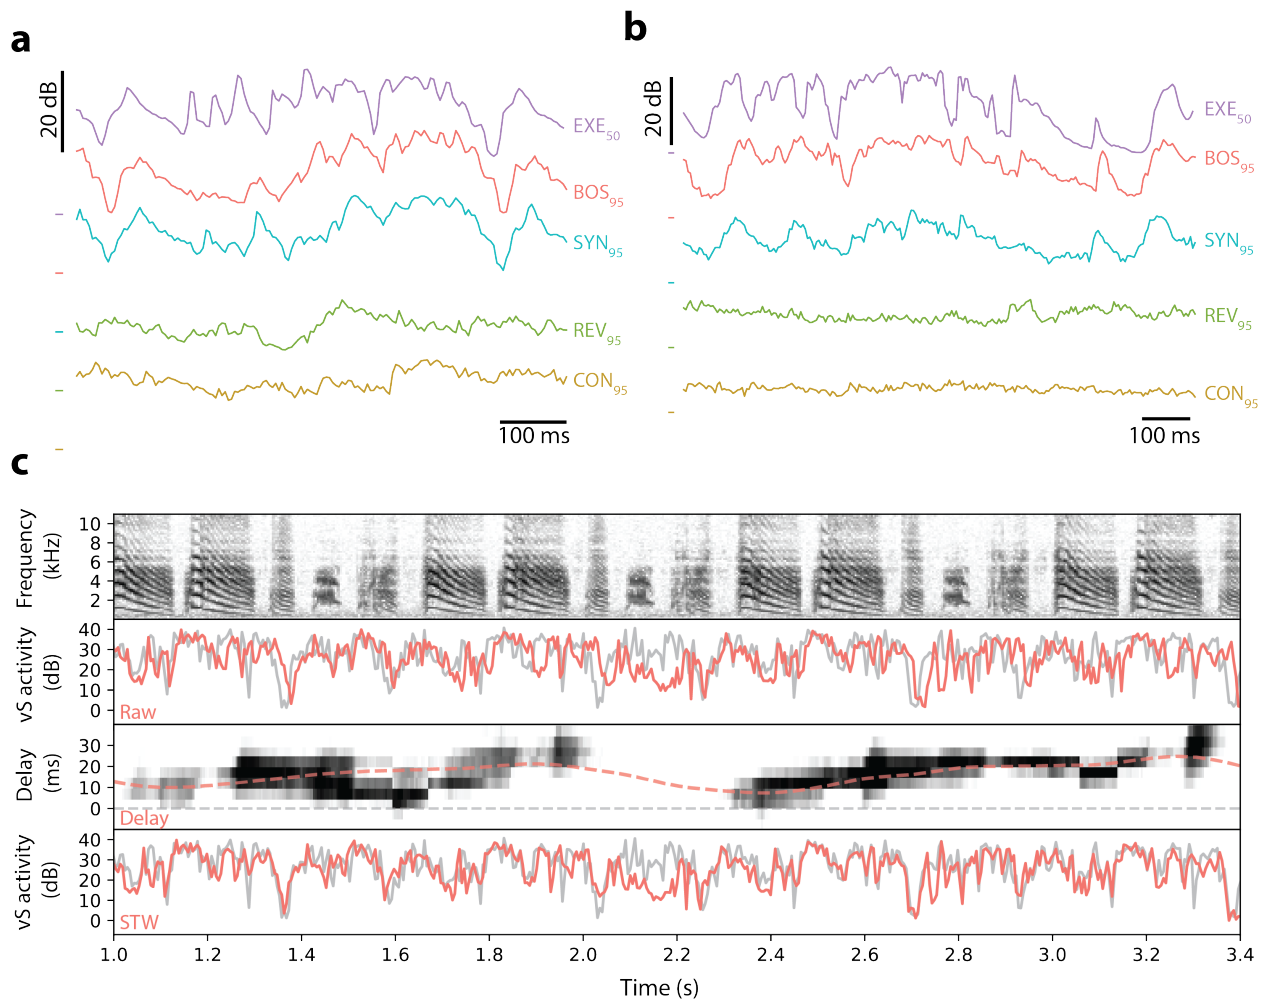 a
20 dB
EXE50
BOS95
SYN95
REV95
CON95
100 ms
b
20 dB
EXE50
BOS95
SYN95
REV95
CON95
100 ms
c
Frequency
(kHz)
10
8
6
4
2
vS activity
(dB)
40
30
20
10
0
Raw
Delay
(ms)
30
20
10
0
Delay
vS activity
(dB)
40
30
20
10
0
STW
1.0 1.2 1.4 1.6 1.8 2.0 2.2 2.4 2.6 2.8 3.0 3.2 3.4
Time (s)